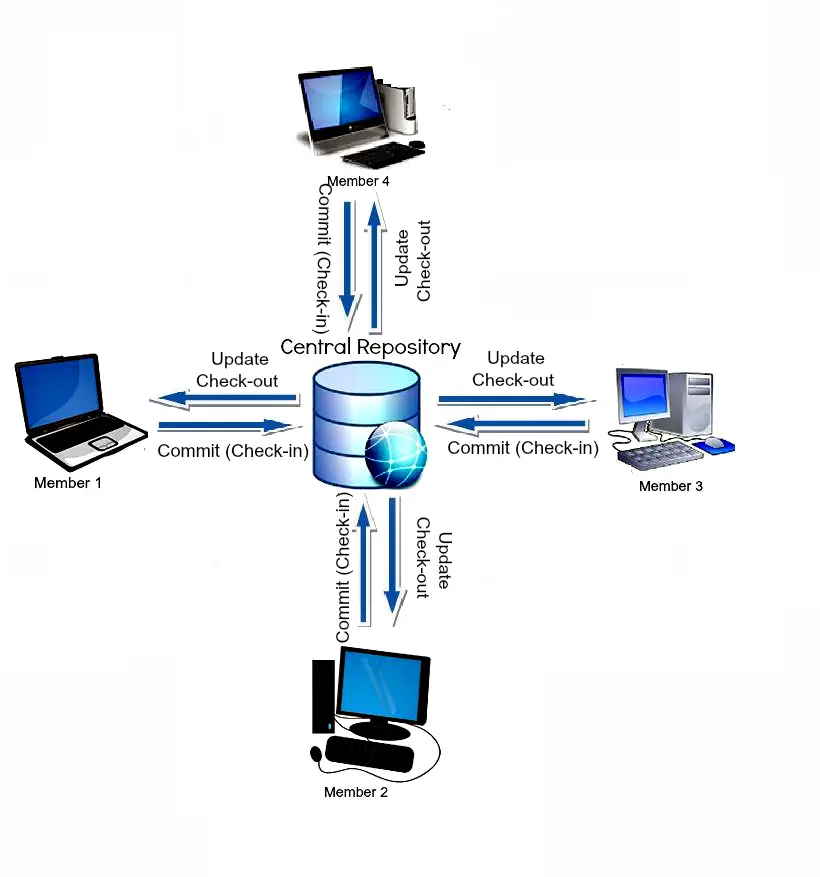 Member 4
Commit (Check-in)
Update
Check-out
Central Repository
Update
Check-out
Commit (Check-in)
Member 1
Update
Check-out
Commit (Check-in)
Member 3
Commit (Check-in)
Update
Check-out
Member 2